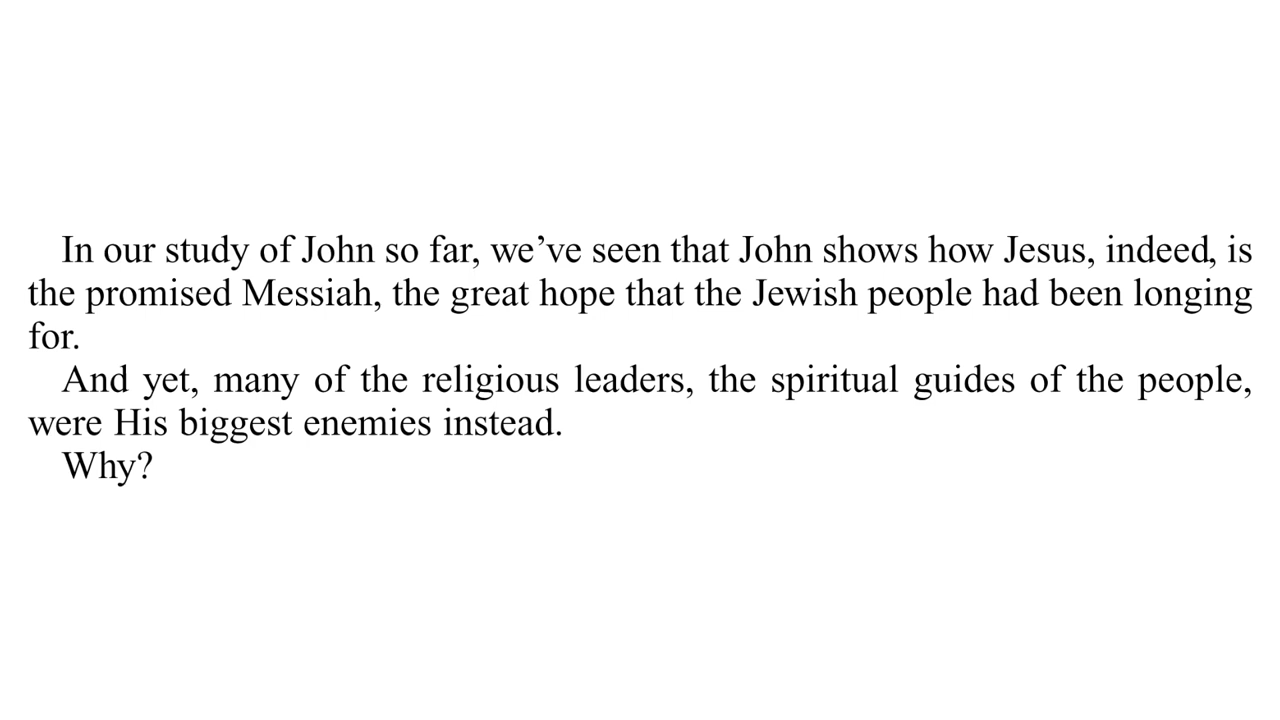 In our study of John so far, we’ve seen that John shows how Jesus, indeed, is
the promised Messiah, the great hope that the Jewish people had been longing
for.
And yet, many of the religious leaders, the spiritual guides of the people,
were His biggest enemies instead.
Why?